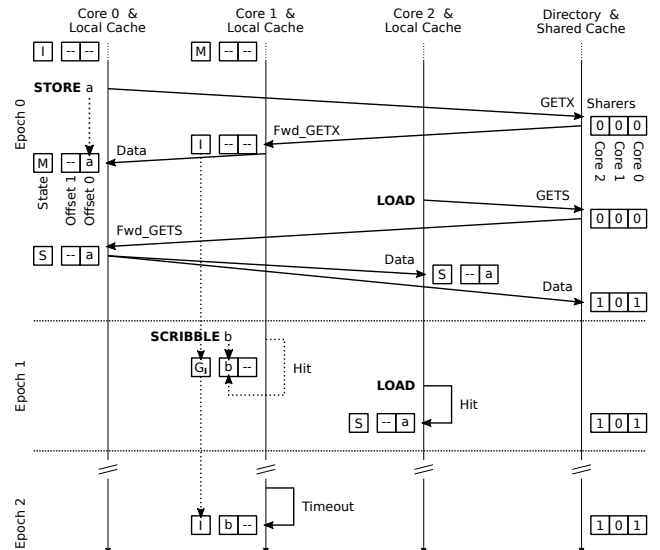 Core 0 &
Local Cache
Core 1 &
Local Cache
Core 2 &
Local Cache
Directory &
Shared Cache
I -- --
M -- --
Epoch 0
STORE a
GETX
Sharers
0 0 0
Fwd_GETX
I -- --
Data
M -- a
State
Offset 1
Offset 0
Core 2
Core 1
Core 0
LOAD
GETS
0 0 0
Fwd_GETS
S -- a
Data
S -- a
Data
1 0 1
Epoch 1
SCRIBBLE b
GI b --
Hit
LOAD
Hit
S -- a
1 0 1
Epoch 2
Timeout
I b --
1 0 1